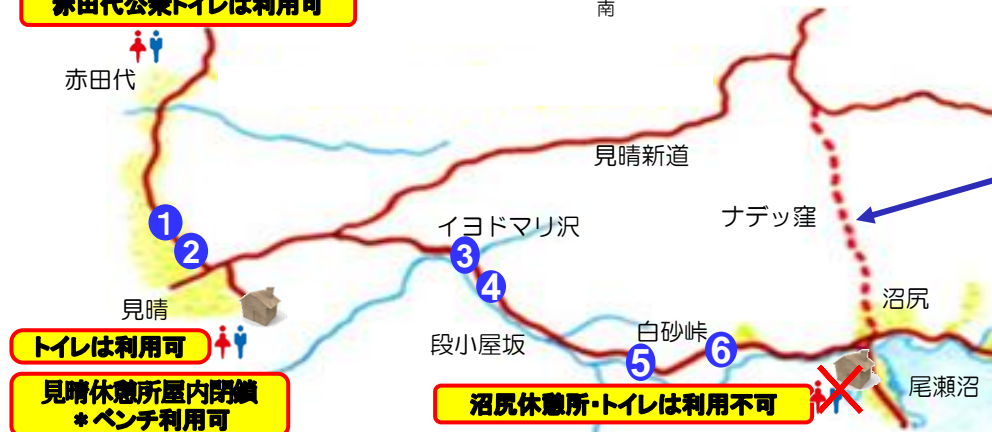 赤田代公衆トイレは利用可
南
赤田代
見晴新道
ナデッ窪
1
2
イヨドマリ沢
3
4
沼尻
見晴
段小屋坂
白砂峠
5
6
トイレは利用可
尾瀬沼
見晴休憩所屋内閉鎖
＊ベンチ利用可
沼尻休憩所・トイレは利用不可